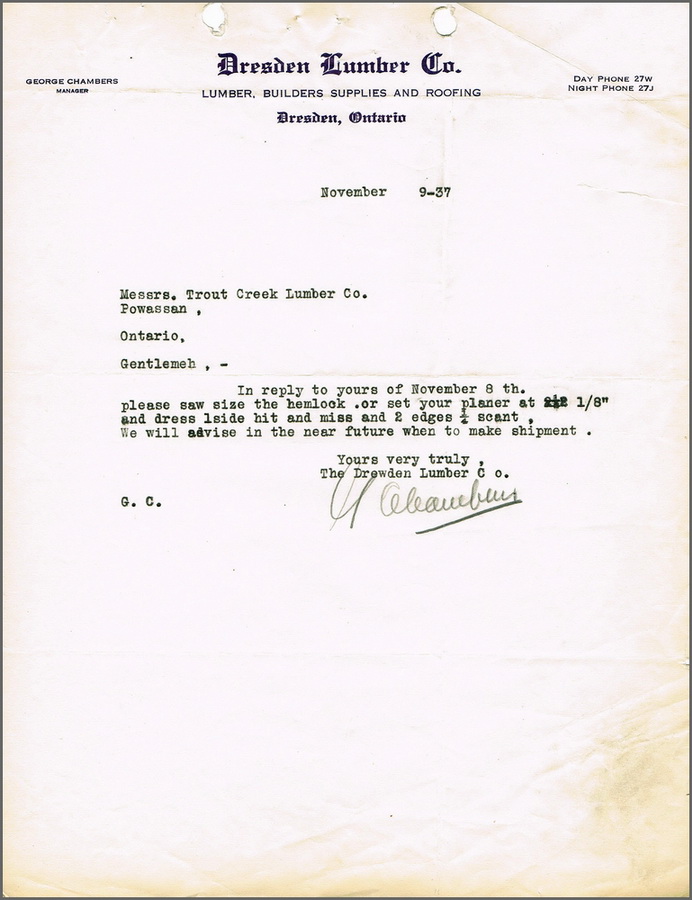 Dresden Lumber Co.
GEORGE CHAMBERS
MANAGER
DAY PHONE 27W
NIGHT PHONE 27J
LUMBER, BUILDERS SUPPLIES AND ROOFING
Dresden, Ontario
November 9-37
Messrs. Trout Creek Lumber Co.
Powassan ,
Ontario,
Gentlemeh , -
In reply to yours of November 8 th.
please saw size the hemlock .or set your planer at 1/8"
and dress 1side hit and miss and 2 edges scant ,
We will advise in the near future when to make shipment .
Yours very truly ,
The Drewden Lumber C o.
G Chambers
G. C.